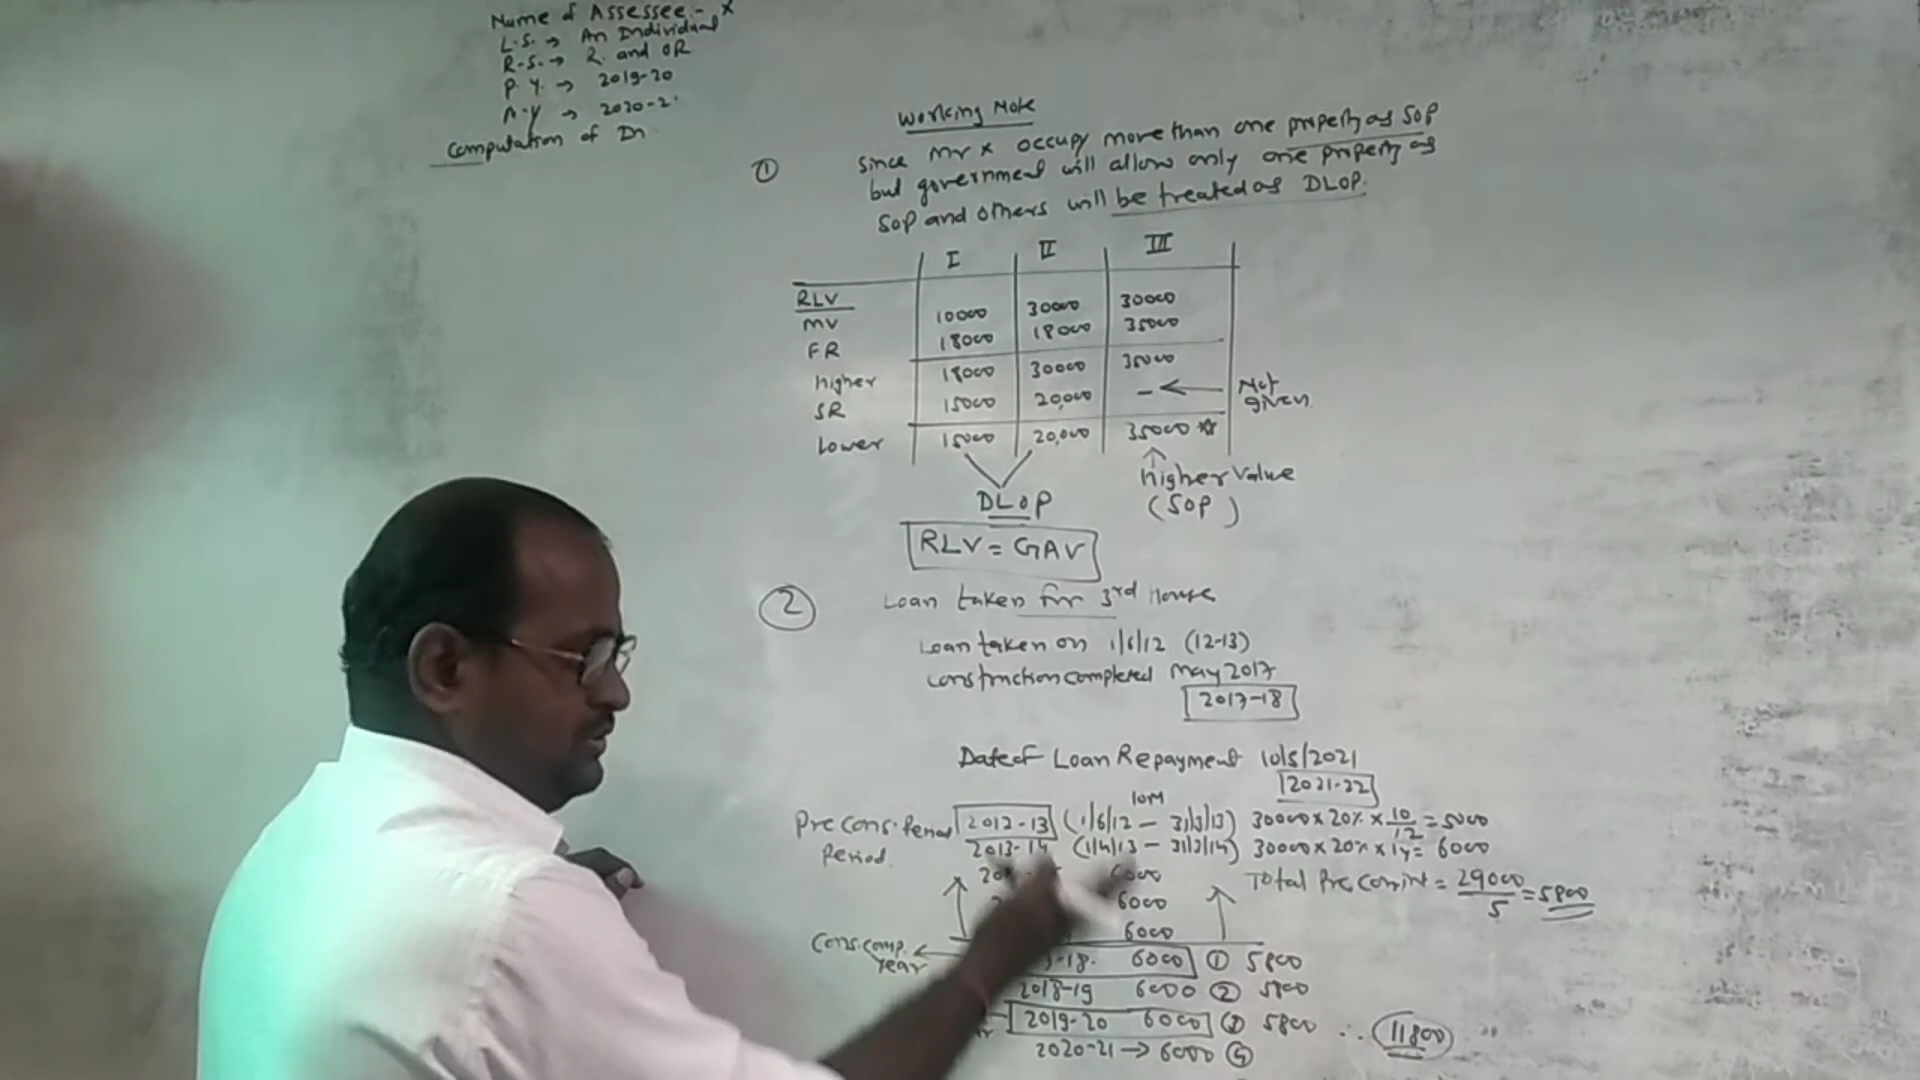 Name of Assessee - X
L.S. → An Individual
R.S. → R. and OR
P.Y. → 2019-20
A.Y → 2020-2
Computation of In
Working Note
① Since Mr X occupy more than one property as SOP
but government will allow only one property as
SOP and others will be treated as DLOP.
I II III
RLV
MV 10000 30000 30000
FR 18000 18000 35000
higher 18000 30000 35000
SR 15000 20,000 - ← Not given
Lower 15000 20,000 35000 ☆
↑
DLOP higher value
(SOP)
RLV = GAV
② Loan taken for 3rd House
Loan taken on 1/6/12 (12-13)
construction completed may 2017
2017-18
Date of Loan Repayment 10/5/2021
2021-22
10M
Pre Cons. Period 2012-13 (1/6/12 - 31/3/13) 30000 x 20% x 10/12 = 5000
Period. 2013-14 (1/4/13 - 31/3/14) 30000 x 20% x 1y = 6000
6000 Total Pre Con int = 29000/5 = 5800
6000
6000
Cons. comp. year ← -18. 6000 ① 5800
2018-19 6000 ② 5800
2019-20 6000 ③ 5800 ∴ 11800
2020-21 → 6000 ④